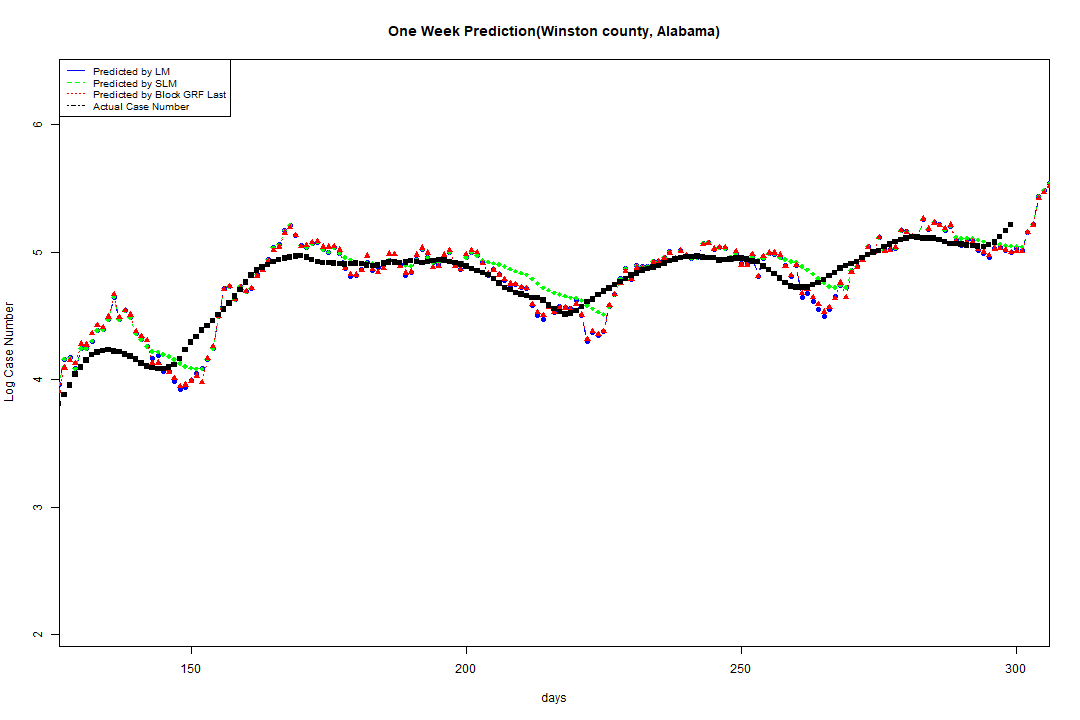 One Week Prediction(Winston county, Alabama)
Predicted by LM
Predicted by SLM
Predicted by Block GRF Last
Actual Case Number
Log Case Number
6
5
4
3
2
150 200 250 300
days